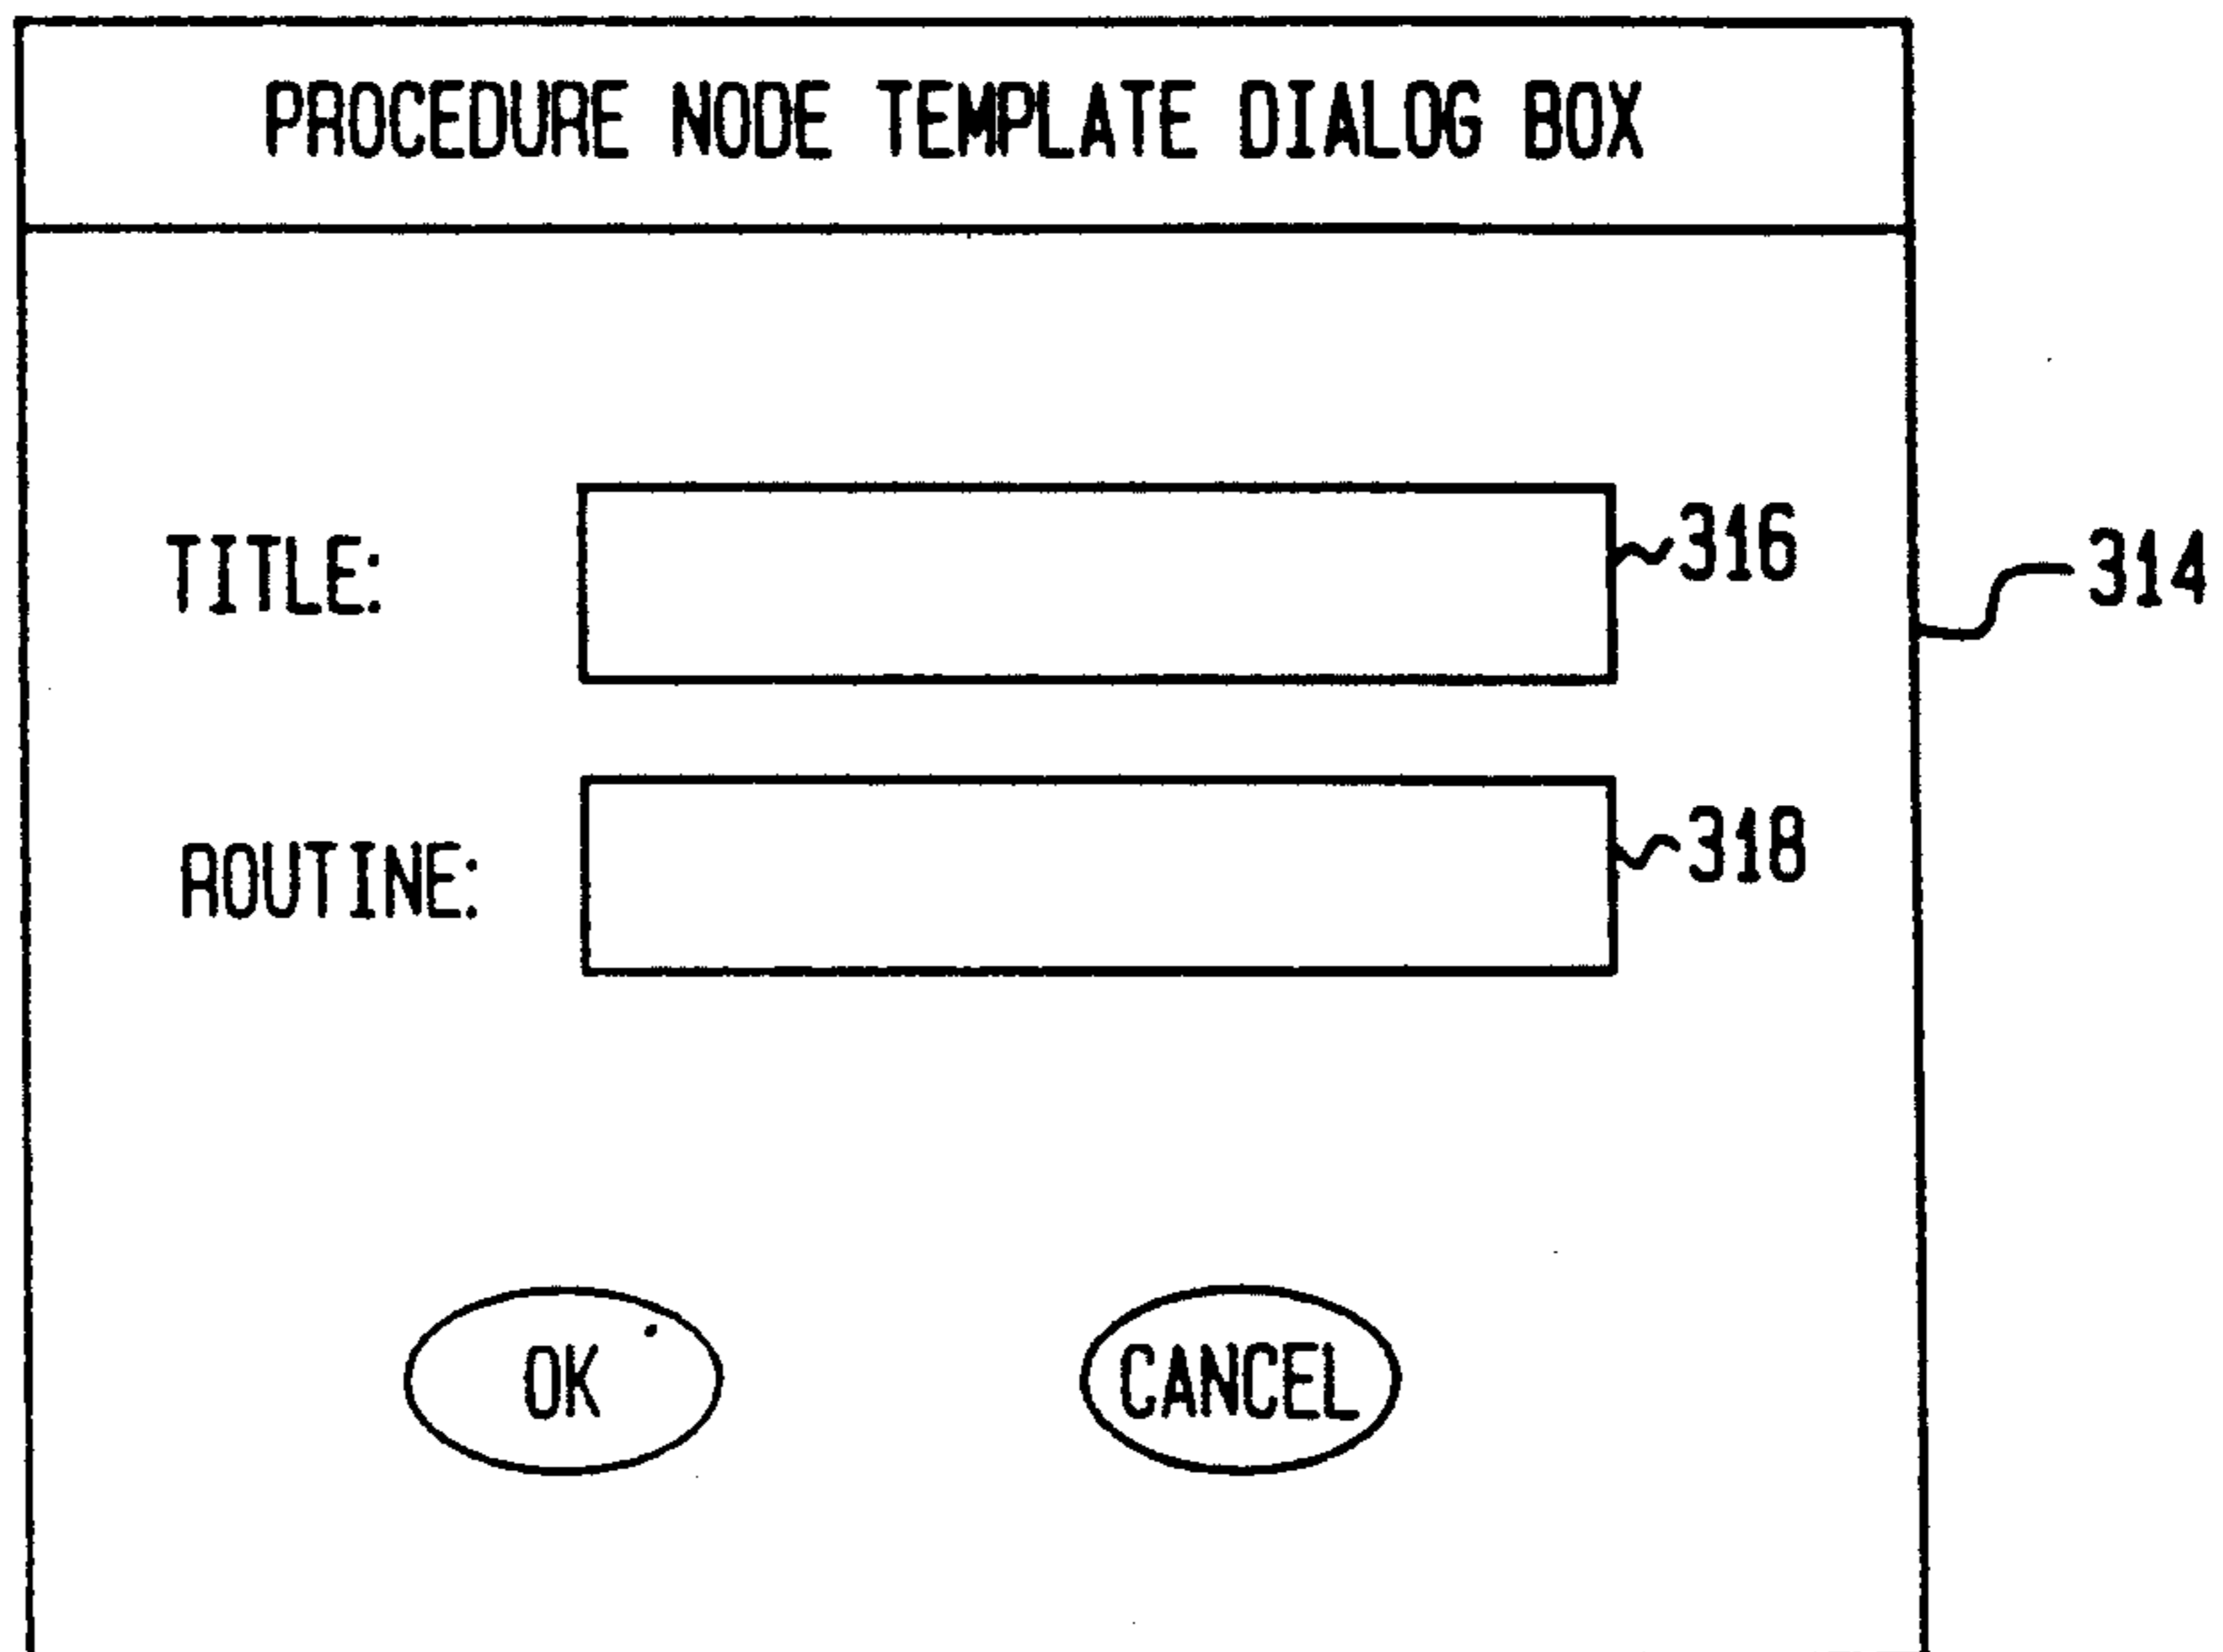 PROCEDURE NODE TEMPLATE DIALOG BOX
TITLE:
316
314
ROUTINE:
318
OK
CANCEL